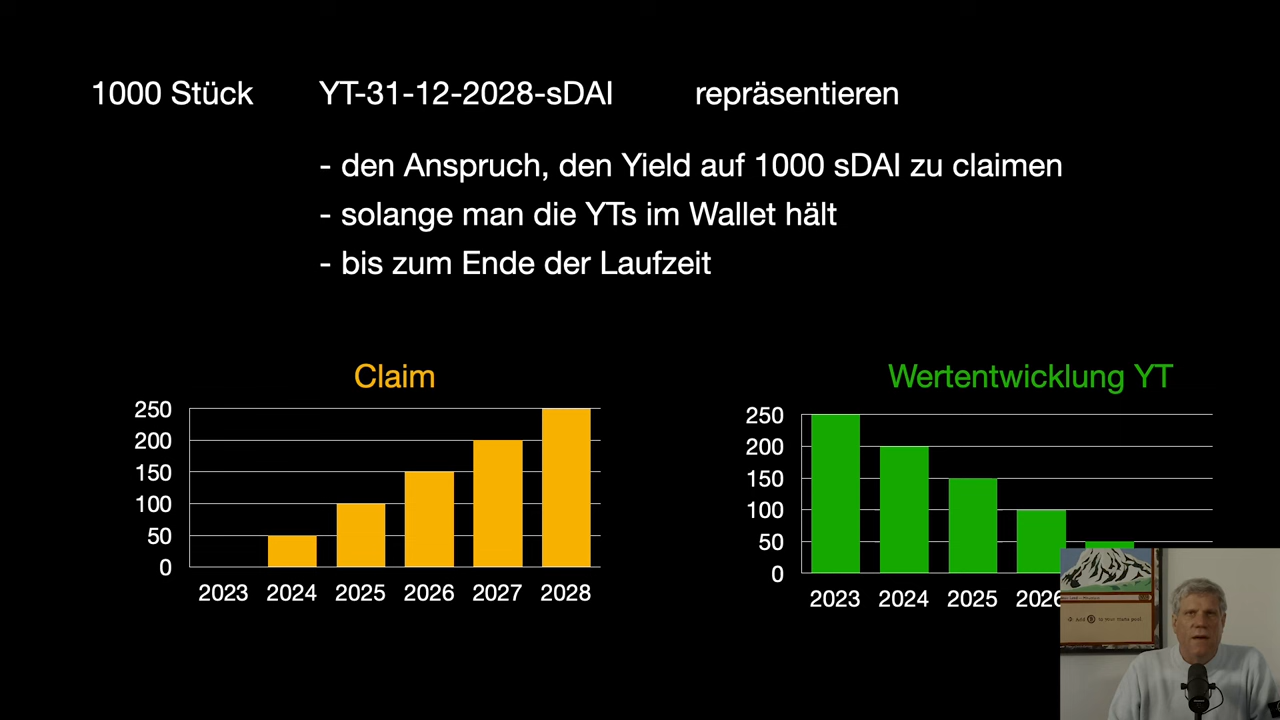 1000 Stück YT-31-12-2028-sDAI repräsentieren
- den Anspruch, den Yield auf 1000 sDAI zu claimen
- solange man die YTs im Wallet hält
- bis zum Ende der Laufzeit
Claim
250
200
150
100
50
0
2023 2024 2025 2026 2027 2028
Wertentwicklung YT
250
200
150
100
50
0
2023 2024 2025 2026